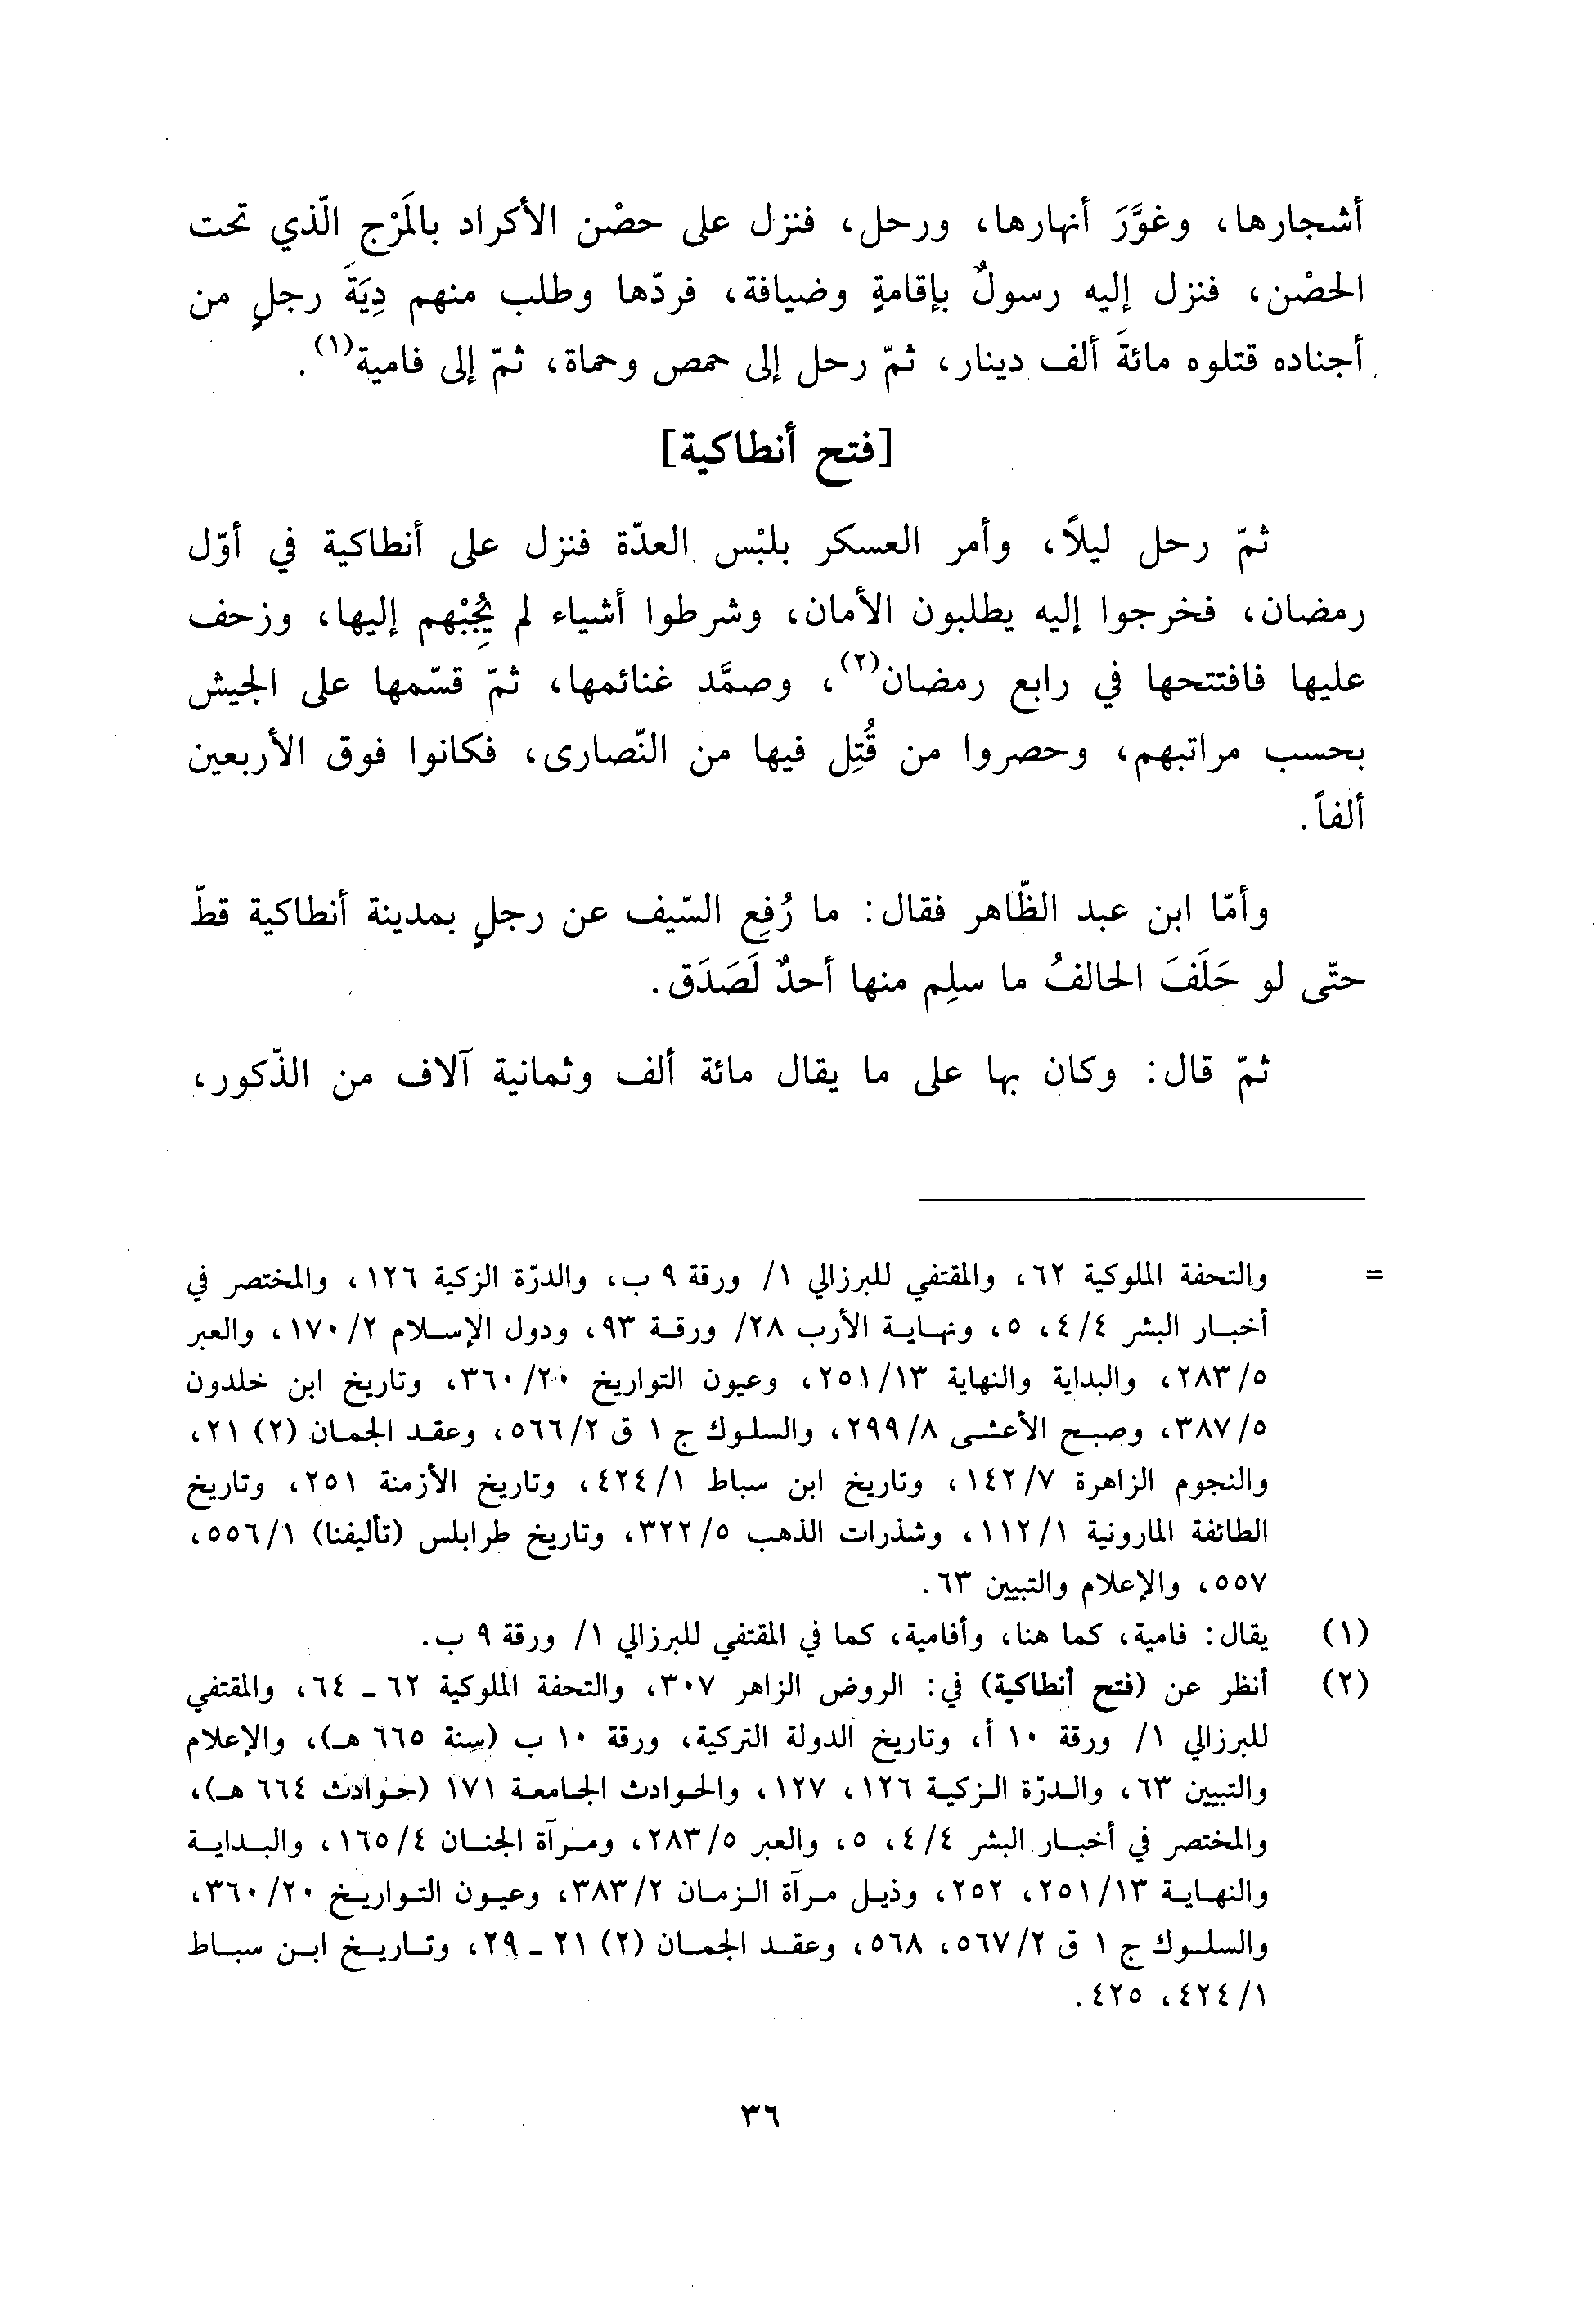 أشجارها، وغوَّرَ أنهارها، ورحل، فنزل على حصْن الأكراد بالَمرْج الّذي تحت
الحصْن، فنزل إليه رسولٌ بإقامةٍ وضيافة، فردّها وطلب منهم دِيَةَ رجلٍ من
أجناده قتلوه مائةَ ألف دينار، ثمّ رحل إلى حمص وحماة، ثمّ إلى فامية(١).
[فتح أنطاكية]
ثمّ رحل ليلًا، وأمر العسكر بلبْس العدّة فنزل على أنطاكية في أوّل
رمضان، فخرجوا إليه يطلبون الأمان، وشرطوا أشياء لم يُجِبْهم إليها، وزحف
عليها فافتتحها في رابع رمضان(٢)، وصمَّد غنائمها، ثمّ قسّمها على الجيش
بحسب مراتبهم، وحصروا من قُتِل فيها من النّصارى، فكانوا فوق الأربعين
ألفاً.
وأمّا ابن عبد الظّاهر فقال: ما رُفِع السّيف عن رجلٍ بمدينة أنطاكية قطّ
حتّى لو حَلَفَ الحالفُ ما سلِم منها أحدٌ لَصَدَق.
ثمّ قال: وكان بها على ما يقال مائة ألف وثمانية آلاف من الذّكور،
= والتحفة الملوكية ٦٢، والمقتفي للبرزالي ١/ ورقة ٩ ب، والدرّة الزكية ١٢٦، والمختصر في
أخبار البشر ٤/٤، ٥، ونهاية الأرب ٢٨/ ورقة ٩٣، ودول الإسلام ١٧٠/٢، والعبر
٢٨٣/٥، والبداية والنهاية ٢٥١/١٣، وعيون التواريخ ٣٦٠/٢٠، وتاريخ ابن خلدون
٣٨٧/٥، وصبح الأعشى ٢٩٩/٨، والسلوك ج ١ ق ٥٦٦/٢، وعقد الجمان (٢) ٢١،
والنجوم الزاهرة ١٤٢/٧، وتاريخ ابن سباط ٤٢٤/١، وتاريخ الأزمنة ٢٥١، وتاريخ
الطائفة المارونية ١١٢/١، وشذرات الذهب ٣٢٢/٥، وتاريخ طرابلس (تأليفنا) ٥٥٦/١،
٥٥٧، والإعلام والتبيين ٦٣.
(١) يقال: فامية، كما هنا، وأفامية، كما في المقتفي للبرزالي ١/ ورقة ٩ ب.
(٢) أنظر عن (فتح أنطاكية) في: الروض الزاهر ٣٠٧، والتحفة الملوكية ٦٢ ـ ٦٤، والمقتفي
للبرزالي ١/ ورقة ١٠ أ، وتاريخ الدولة التركية، ورقة ١٠ ب (سنة ٦٦٥ هـ)، والإعلام
والتبيين ٦٣، والدرّة الزكية ١٢٦، ١٢٧، والحوادث الجامعة ١٧١ (حوادث ٦٦٤ هـ)،
والمختصر في أخبار البشر ٤/٤، ٥، والعبر ٢٨٣/٥، ومرآة الجنان ١٦٥/٤، والبداية
والنهاية ٢٥١/١٣، ٢٥٢، وذيل مرآة الزمان ٣٨٣/٢، وعيون التواريخ ٣٦٠/٢٠،
والسلوك ج ١ ق ٥٦٧/٢، ٥٦٨، وعقد الجمان (٢) ٢١ ـ ٢٩، وتاريخ ابن سباط
٤٢٤/١، ٤٢٥.
٣٦